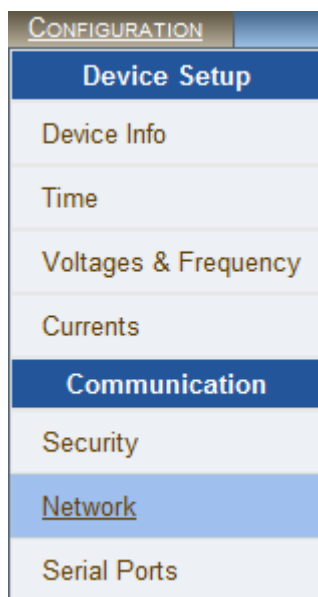 CONFIGURATION
Device Setup
Device Info
Time
Voltages & Frequency
Currents
Communication
Security
Network
Serial Ports